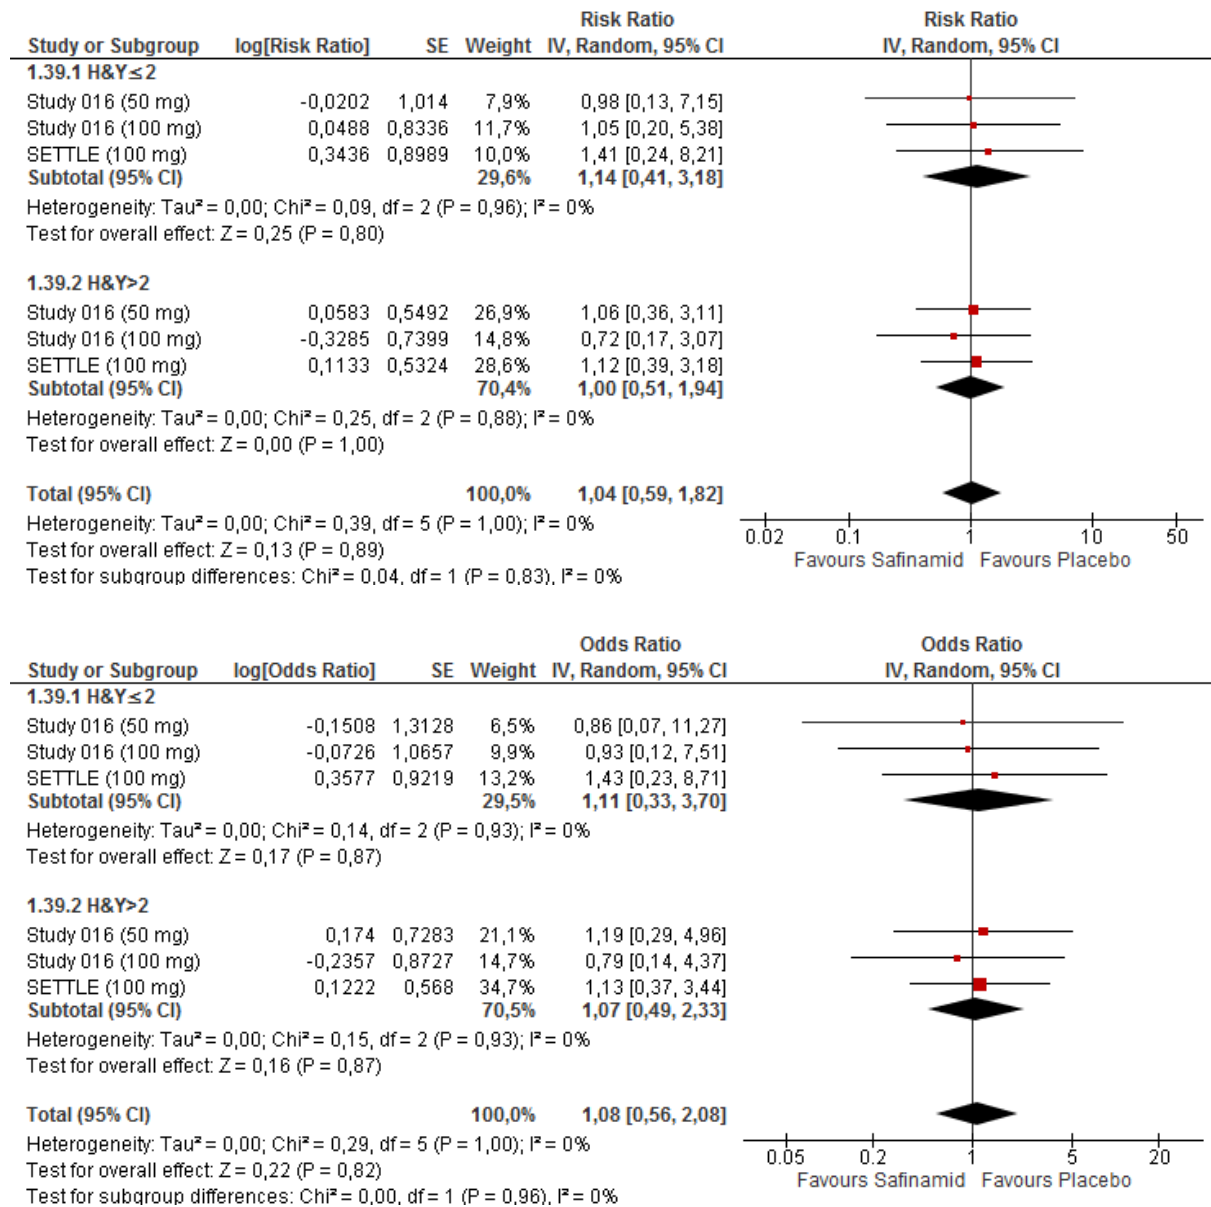 Risk Ratio Risk Ratio
Study or Subgroup log[Risk Ratio] SE Weight IV, Random, 95% CI IV, Random, 95% CI
1.39.1 H&Y≤2
Study 016 (50 mg) -0,0202 1,014 7,9% 0,98 [0,13, 7,15]
Study 016 (100 mg) 0,0488 0,8336 11,7% 1,05 [0,20, 5,38]
SETTLE (100 mg) 0,3436 0,8989 10,0% 1,41 [0,24, 8,21]
Subtotal (95% CI) 29,6% 1,14 [0,41, 3,18]
Heterogeneity: Tau² = 0,00; Chi² = 0,09, df = 2 (P = 0,96); I² = 0%
Test for overall effect: Z = 0,25 (P = 0,80)
1.39.2 H&Y>2
Study 016 (50 mg) 0,0583 0,5492 26,9% 1,06 [0,36, 3,11]
Study 016 (100 mg) -0,3285 0,7399 14,8% 0,72 [0,17, 3,07]
SETTLE (100 mg) 0,1133 0,5324 28,6% 1,12 [0,39, 3,18]
Subtotal (95% CI) 70,4% 1,00 [0,51, 1,94]
Heterogeneity: Tau² = 0,00; Chi² = 0,25, df = 2 (P = 0,88); I² = 0%
Test for overall effect: Z = 0,00 (P = 1,00)
Total (95% CI) 100,0% 1,04 [0,59, 1,82]
Heterogeneity: Tau² = 0,00; Chi² = 0,39, df = 5 (P = 1,00); I² = 0%
Test for overall effect: Z = 0,13 (P = 0,89)
Test for subgroup differences: Chi² = 0,04, df = 1 (P = 0,83), I² = 0%
0.02 0.1 1 10 50
Favours Safinamid Favours Placebo
Odds Ratio Odds Ratio
Study or Subgroup log[Odds Ratio] SE Weight IV, Random, 95% CI IV, Random, 95% CI
1.39.1 H&Y≤2
Study 016 (50 mg) -0,1508 1,3128 6,5% 0,86 [0,07, 11,27]
Study 016 (100 mg) -0,0726 1,0657 9,9% 0,93 [0,12, 7,51]
SETTLE (100 mg) 0,3577 0,9219 13,2% 1,43 [0,23, 8,71]
Subtotal (95% CI) 29,5% 1,11 [0,33, 3,70]
Heterogeneity: Tau² = 0,00; Chi² = 0,14, df = 2 (P = 0,93); I² = 0%
Test for overall effect: Z = 0,17 (P = 0,87)
1.39.2 H&Y>2
Study 016 (50 mg) 0,174 0,7283 21,1% 1,19 [0,29, 4,96]
Study 016 (100 mg) -0,2357 0,8727 14,7% 0,79 [0,14, 4,37]
SETTLE (100 mg) 0,1222 0,568 34,7% 1,13 [0,37, 3,44]
Subtotal (95% CI) 70,5% 1,07 [0,49, 2,33]
Heterogeneity: Tau² = 0,00; Chi² = 0,15, df = 2 (P = 0,93); I² = 0%
Test for overall effect: Z = 0,16 (P = 0,87)
Total (95% CI) 100,0% 1,08 [0,56, 2,08]
Heterogeneity: Tau² = 0,00; Chi² = 0,29, df = 5 (P = 1,00); I² = 0%
Test for overall effect: Z = 0,22 (P = 0,82)
Test for subgroup differences: Chi² = 0,00, df = 1 (P = 0,96), I² = 0%
0.05 0.2 1 5 20
Favours Safinamid Favours Placebo